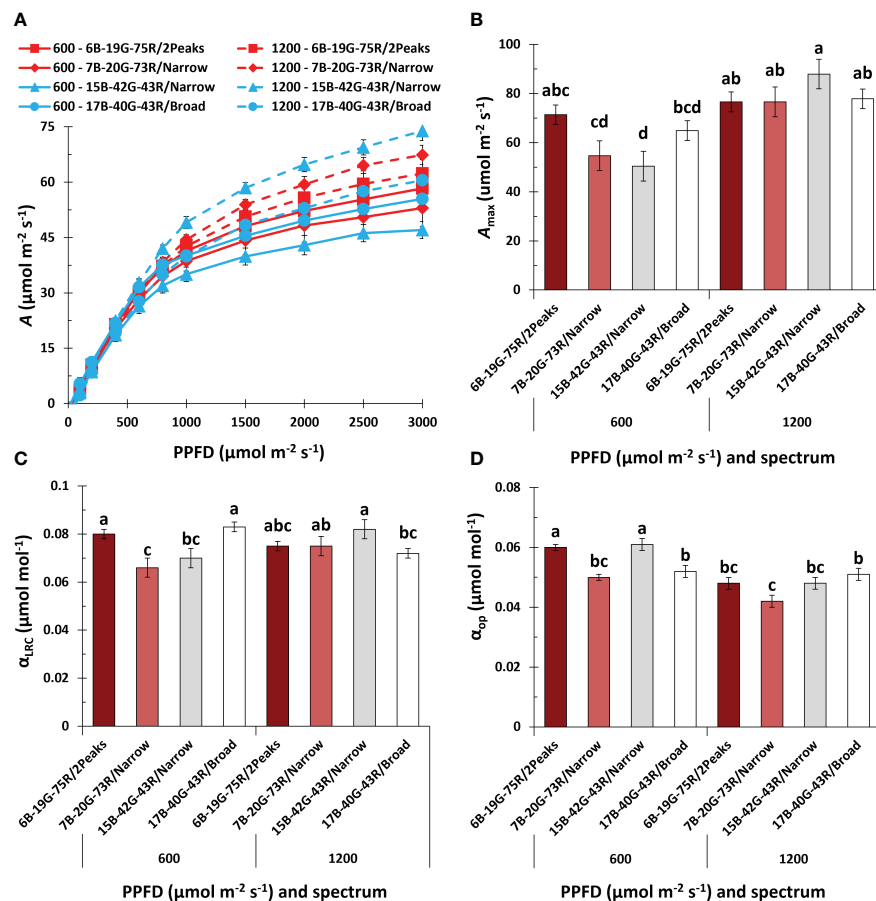 A
600 - 6B-19G-75R/2Peaks
1200 - 6B-19G-75R/2Peaks
600 - 7B-20G-73R/Narrow
1200 - 7B-20G-73R/Narrow
600 - 15B-42G-43R/Narrow
1200 - 15B-42G-43R/Narrow
600 - 17B-40G-43R/Broad
1200 - 17B-40G-43R/Broad
75
60
45
30
15
0
A (µmol m-2 s-1)
0 500 1000 1500 2000 2500 3000
PPFD (µmol m-2 s-1)
B
100
80
60
40
20
0
Amax (umol m-2 s-1)
abc cd d bcd ab ab a ab
6B-19G-75R/2Peaks
7B-20G-73R/Narrow
15B-42G-43R/Narrow
17B-40G-43R/Broad
6B-19G-75R/2Peaks
7B-20G-73R/Narrow
15B-42G-43R/Narrow
17B-40G-43R/Broad
600 1200
PPFD (µmol m-2 s-1) and spectrum
C
0.1
0.08
0.06
0.04
0.02
0
αLRC (µmol mol-1)
a c bc a abc ab a bc
6B-19G-75R/2Peaks
7B-20G-73R/Narrow
15B-42G-43R/Narrow
17B-40G-43R/Broad
6B-19G-75R/2Peaks
7B-20G-73R/Narrow
15B-42G-43R/Narrow
17B-40G-43R/Broad
600 1200
PPFD (µmol m-2 s-1) and spectrum
D
0.08
0.06
0.04
0.02
0
αop (µmol mol-1)
a bc a b bc c bc b
6B-19G-75R/2Peaks
7B-20G-73R/Narrow
15B-42G-43R/Narrow
17B-40G-43R/Broad
6B-19G-75R/2Peaks
7B-20G-73R/Narrow
15B-42G-43R/Narrow
17B-40G-43R/Broad
600 1200
PPFD (µmol m-2 s-1) and spectrum